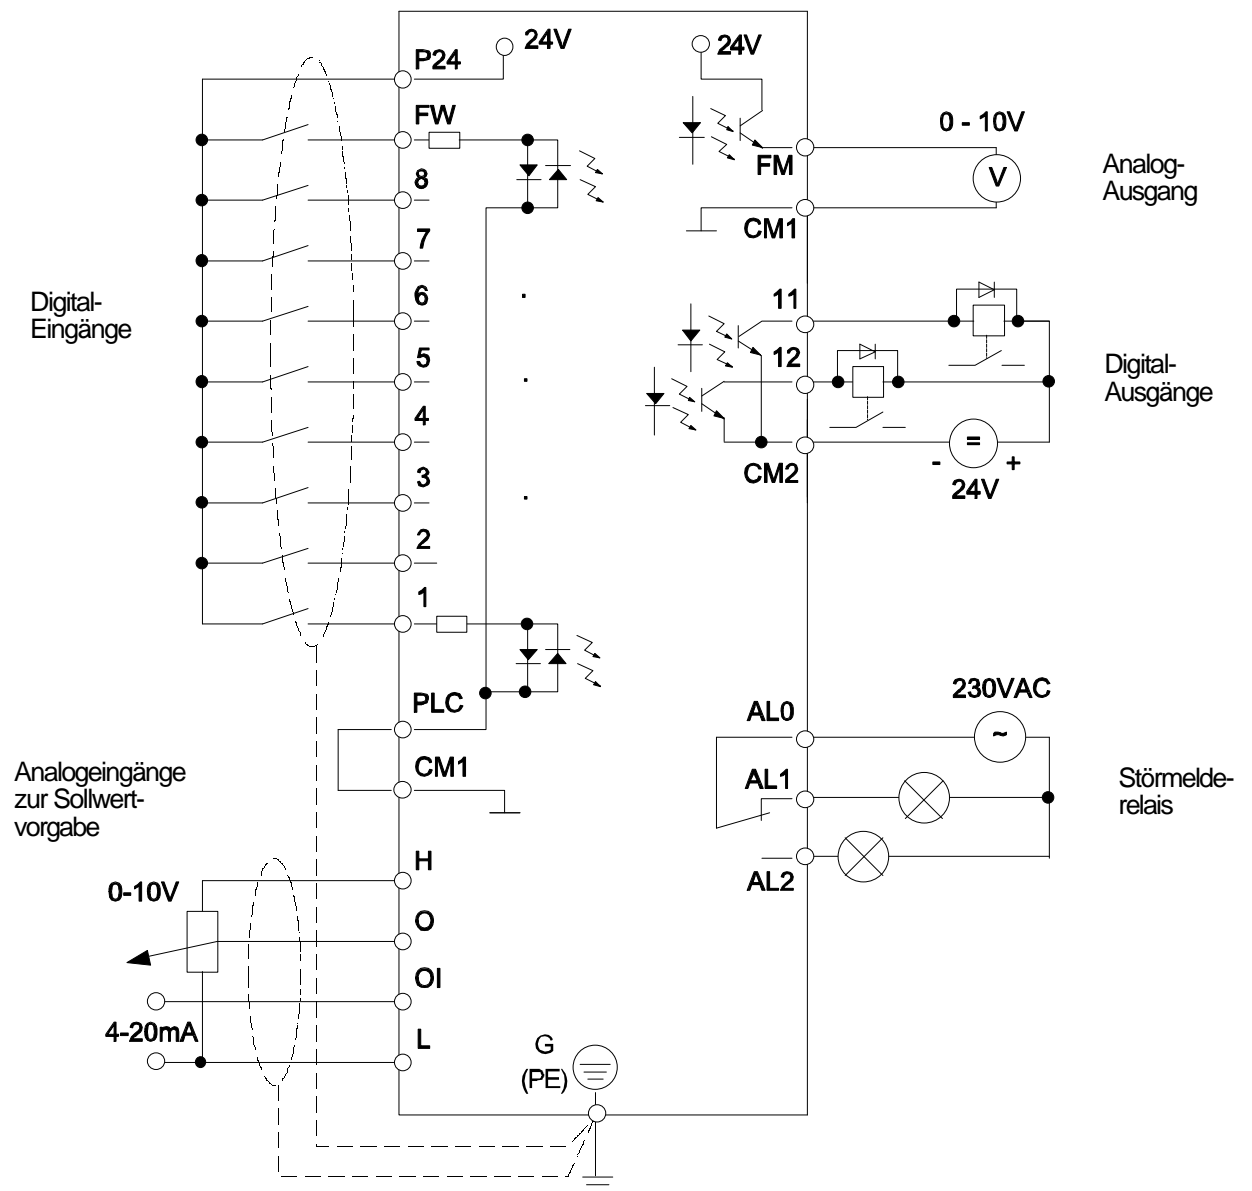 24V
24V
P24
FW
0 - 10V
FM
V
Analog-
Ausgang
8
CM1
7
6
11
Digital-
Eingänge
5
12
Digital-
Ausgänge
4
=
CM2
-
+
24V
3
2
1
PLC
AL0
230VAC
~
CM1
AL1
Störmelde-
relais
Analogeingänge
zur Sollwert-
vorgabe
H
AL2
0-10V
O
OI
4-20mA
L
G
(PE)